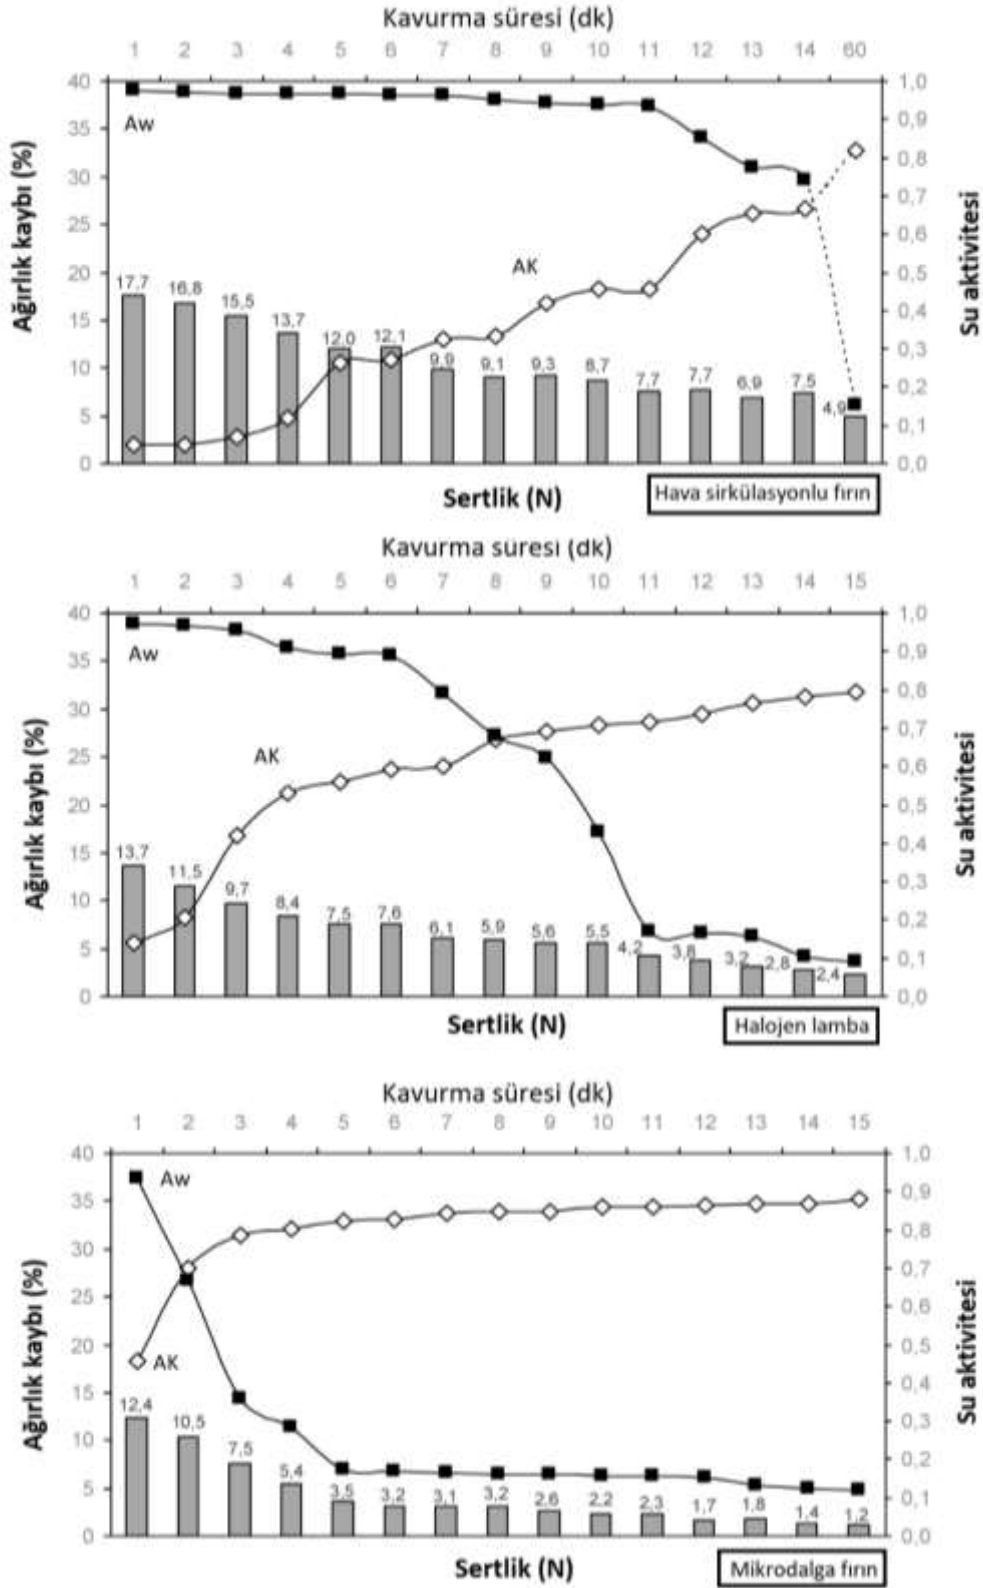 Kavurma süresi (dk)
1 2 3 4 5 6 7 8 9 10 11 12 13 14 60
40 1,0
Aw
35 0,9
30 0,8
25 0,7
20 0,6
15 0,5
10 0,4
5 0,3
0 0,2
0,1
0,0
AK
17,7 16,8 15,5 13,7 12,0 12,1 9,9 9,1 9,3 8,7 7,7 7,7 6,9 7,5 4,9
Ağırlık kaybı (%)
Su aktivitesi
Sertlik (N)
Hava sirkülasyonlu fırın
Kavurma süresi (dk)
1 2 3 4 5 6 7 8 9 10 11 12 13 14 15
40 1,0
Aw
35 0,9
30 0,8
25 0,7
20 0,6
15 0,5
10 0,4
5 0,3
0 0,2
0,1
0,0
AK
13,7 11,5 9,7 8,4 7,5 7,6 6,1 5,9 5,6 5,5 4,2 3,8 3,2 2,8 2,4
Ağırlık kaybı (%)
Su aktivitesi
Sertlik (N)
Halojen lamba
Kavurma süresi (dk)
1 2 3 4 5 6 7 8 9 10 11 12 13 14 15
40 1,0
Aw
35 0,9
30 0,8
25 0,7
20 0,6
15 0,5
10 0,4
5 0,3
0 0,2
0,1
0,0
AK
12,4 10,5 7,5 5,4 3,5 3,2 3,1 3,2 2,6 2,2 2,3 1,7 1,8 1,4 1,2
Ağırlık kaybı (%)
Su aktivitesi
Sertlik (N)
Mikrodalga fırın